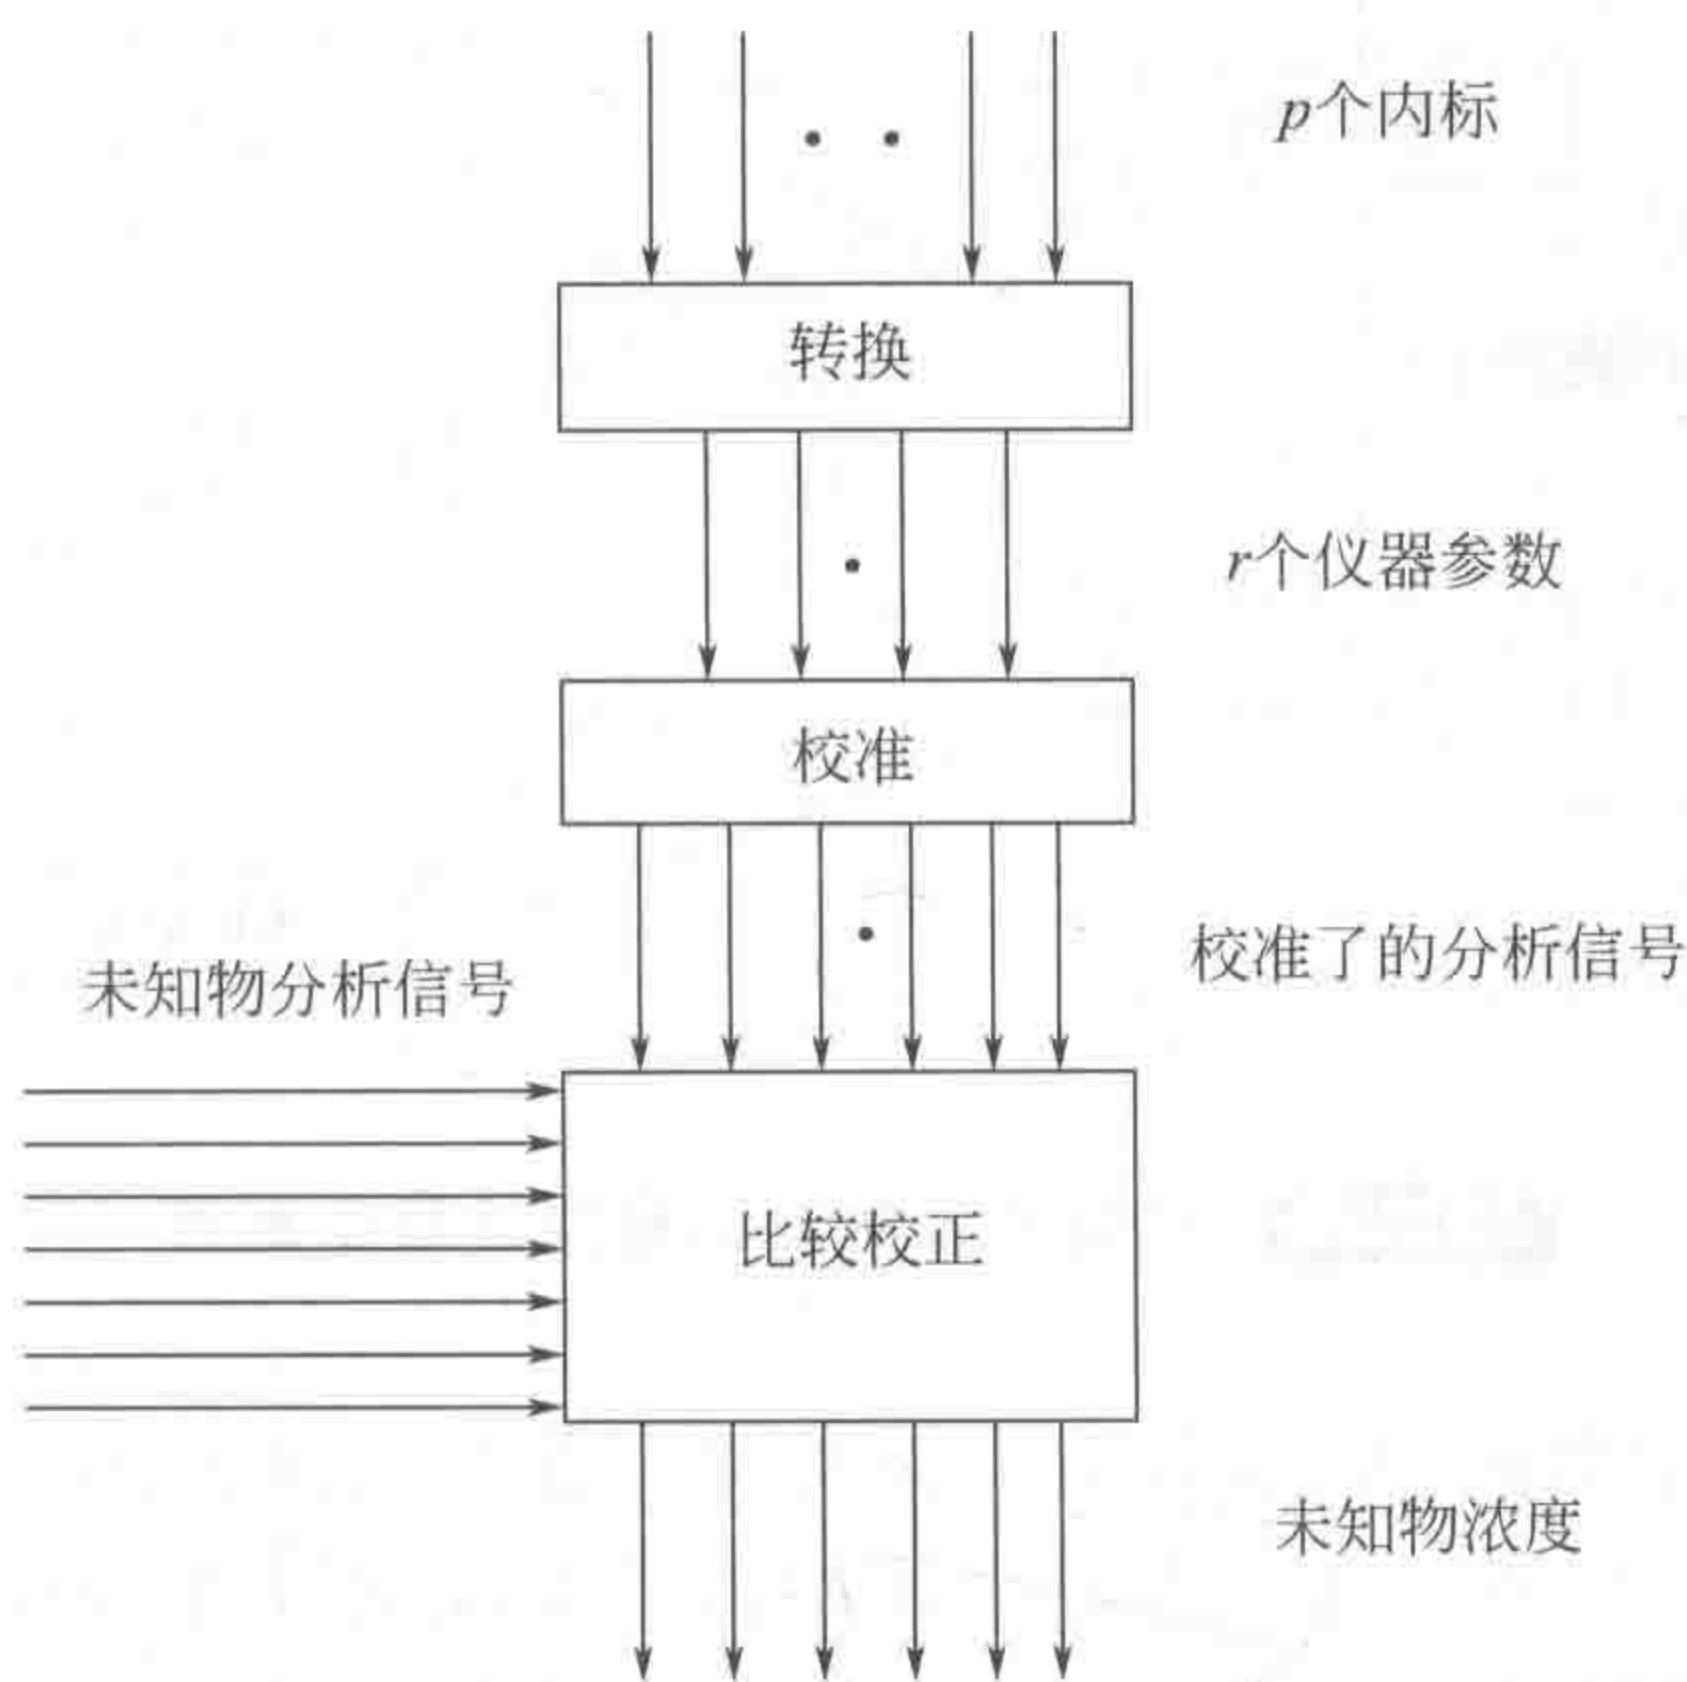 p个内标
转换
r个仪器参数
校准
校准了的分析信号
未知物分析信号
比较校正
未知物浓度